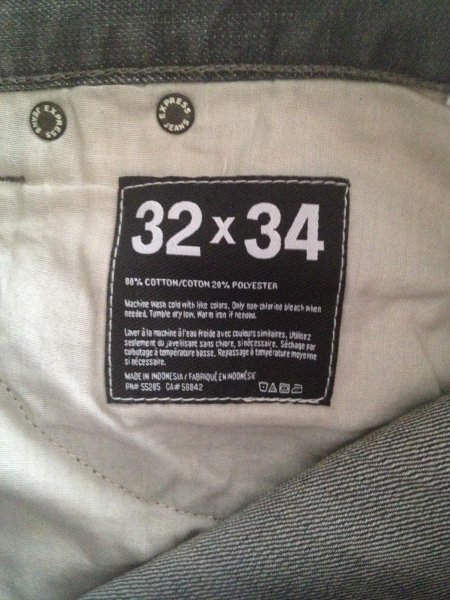 EXPRESS JEANS
EXPRESS JEANS
32 x 34
80% COTTON/COTON 20% POLYESTER
Machine wash cold with like colors. Only non-chlorine bleach when
needed. Tumble dry low. Warm iron if needed.
Laver à la machine à l'eau froide avec couleurs similaires. Utilisez
seulement du javellisant sans chlore, si nécessaire. Séchage par
culbutage à température basse. Repassage à température moyenne
si nécessaire.
MADE IN INDONESIA / FABRIQUÉ EN INDONÉSIE
RN# 55285 CA# 56842